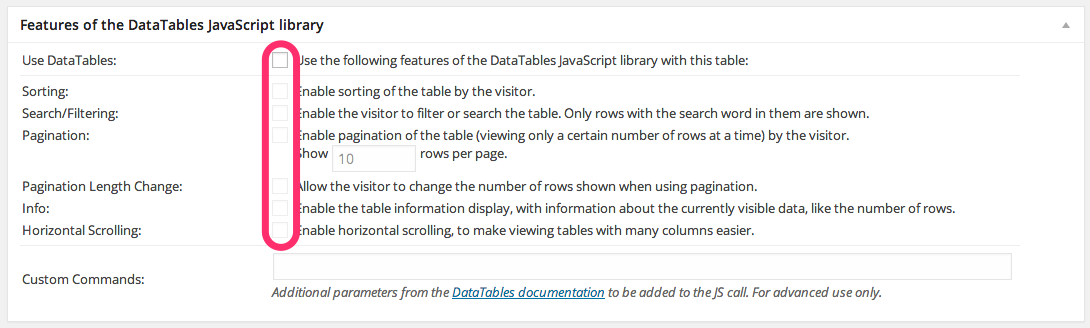 Features of the DataTables JavaScript library
Use DataTables: Use the following features of the DataTables JavaScript library with this table:
Sorting: Enable sorting of the table by the visitor.
Search/Filtering: Enable the visitor to filter or search the table. Only rows with the search word in them are shown.
Pagination: Enable pagination of the table (viewing only a certain number of rows at a time) by the visitor.
Show 10 rows per page.
Pagination Length Change: Allow the visitor to change the number of rows shown when using pagination.
Info: Enable the table information display, with information about the currently visible data, like the number of rows.
Horizontal Scrolling: Enable horizontal scrolling, to make viewing tables with many columns easier.
Custom Commands:
Additional parameters from the DataTables documentation to be added to the JS call. For advanced use only.